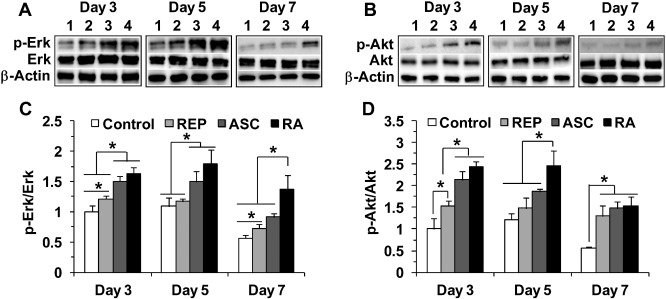 A Day 3 Day 5 Day 7
1 2 3 4 1 2 3 4 1 2 3 4
p-Erk
Erk
β-Actin
B Day 3 Day 5 Day 7
1 2 3 4 1 2 3 4 1 2 3 4
p-Akt
Akt
β-Actin
C
Control REP ASC RA
p-Erk/Erk
2
1.5
1
0.5
0
* * * * *
Day 3 Day 5 Day 7
D
Control REP ASC RA
p-Akt/Akt
3.5
3
2.5
2
1.5
1
0.5
0
* * * *
Day 3 Day 5 Day 7